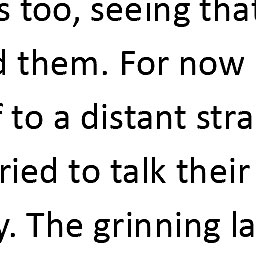 s too, seeing that
d them. For now
f to a distant stra
ried to talk their
y. The grinning la